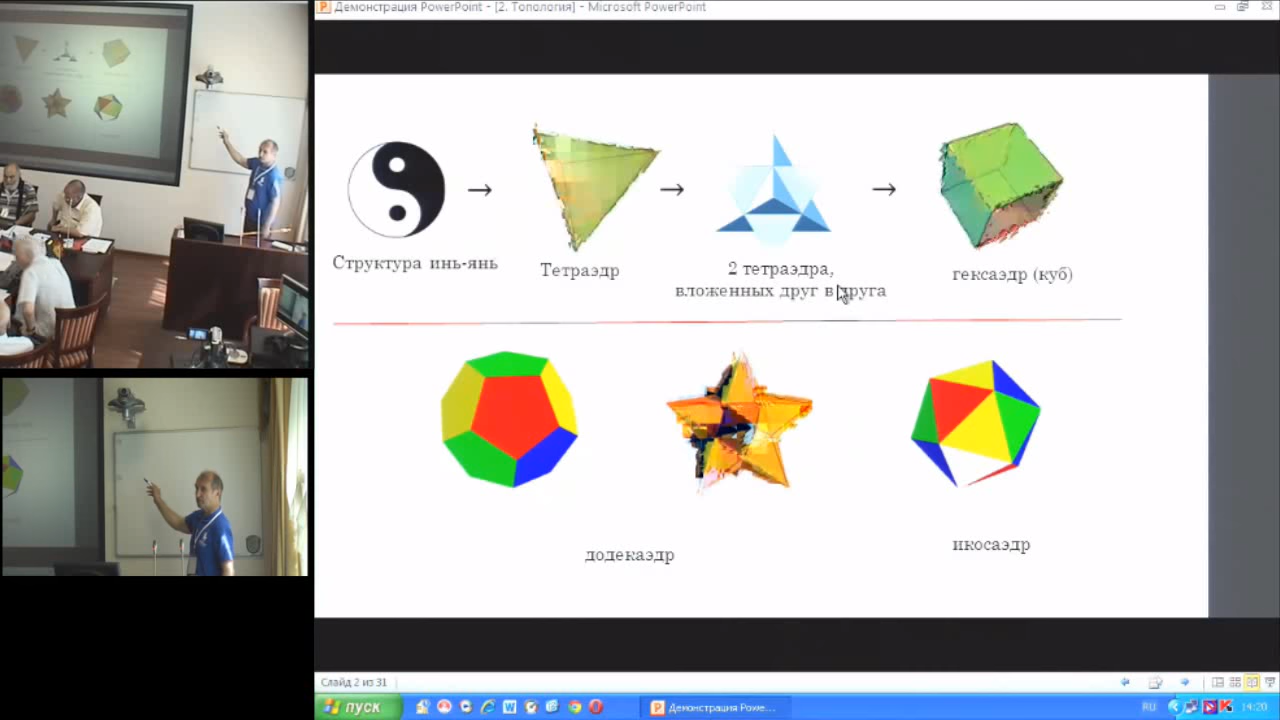 Демонстрация PowerPoint - [2. Топология] - Microsoft PowerPoint
Структура инь-янь
Тетраэдр
2 тетраэдра,
вложенных друг в друга
гексаэдр (куб)
додекаэдр
икосаэдр
Слайд 2 из 31
пуск
Демонстрация Powe...
RU
14:20